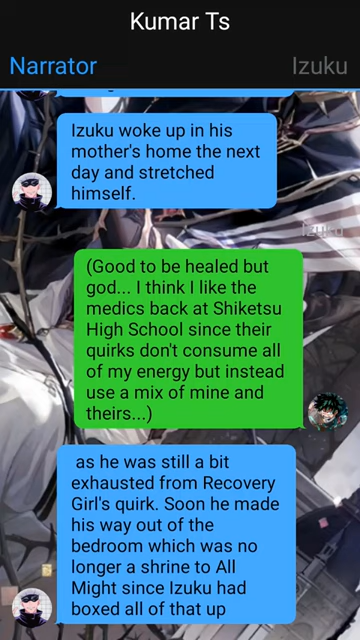 Kumar Ts
Narrator
Izuku
Izuku woke up in his
mother's home the next
day and stretched
himself.
Izuku
(Good to be healed but
god... I think I like the
medics back at Shiketsu
High School since their
quirks don't consume all
of my energy but instead
use a mix of mine and
theirs...)
as he was still a bit
exhausted from Recovery
Girl's quirk. Soon he made
his way out of the
bedroom which was no
longer a shrine to All
Might since Izuku had
boxed all of that up